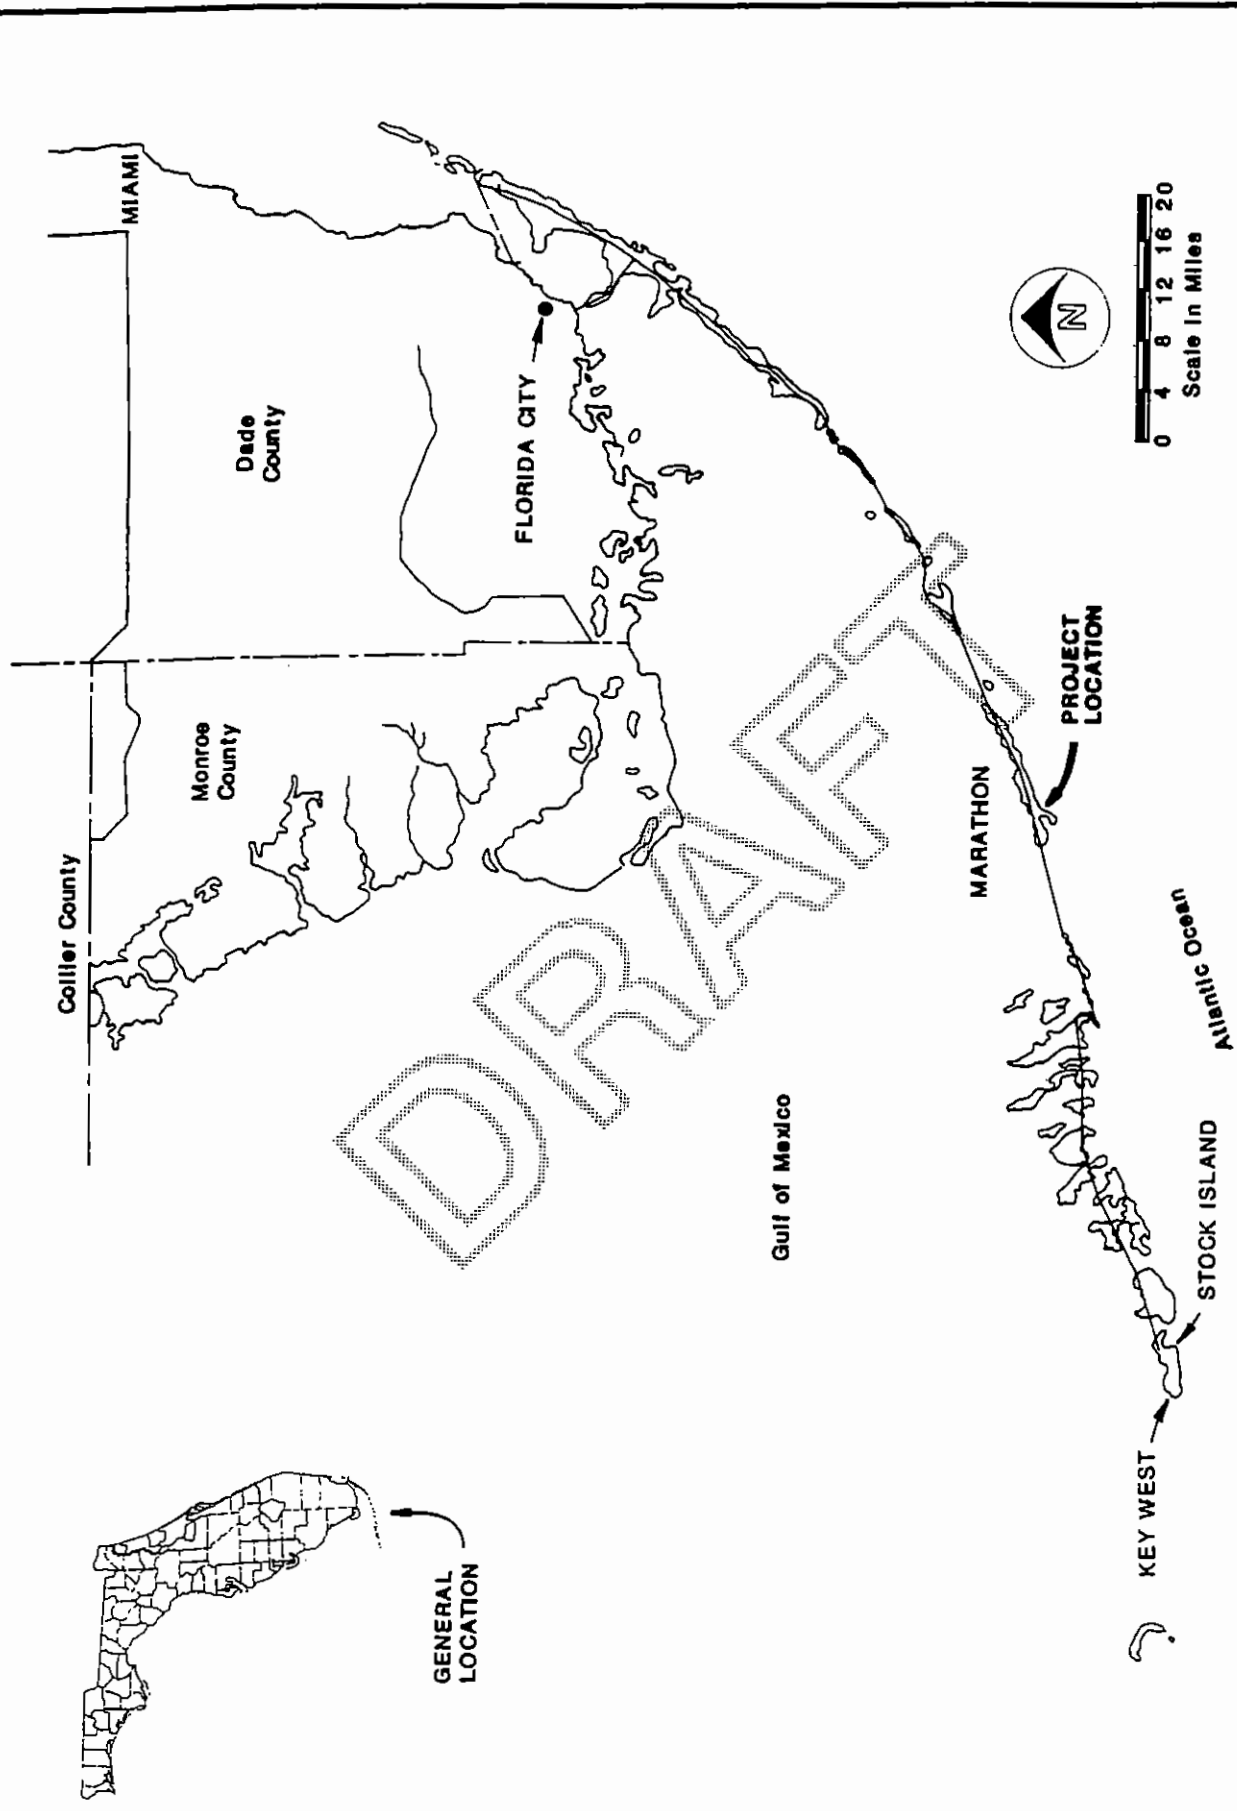 Collier County
MIAMI
Monroe
County
Dade
County
FLORIDA CITY
GENERAL
LOCATION
DRAFT
Gulf of Mexico
MARATHON
PROJECT
LOCATION
N
0 4 8 12 16 20
Scale in Miles
KEY WEST
STOCK ISLAND
Atlantic Ocean